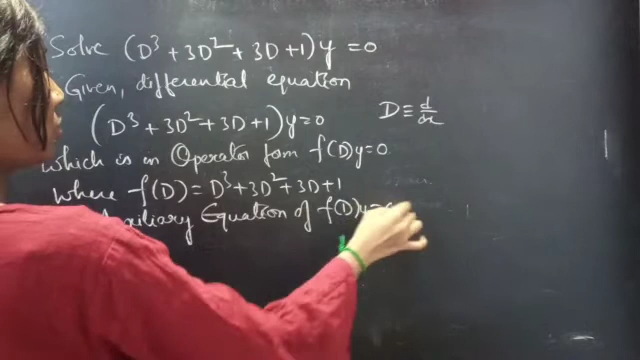 Solve (D³ + 3D² + 3D + 1)y = 0
Given, differential equation
(D³ + 3D² + 3D + 1)y = 0 D ≡ d/dx
which is in Operator form f(D)y = 0
where f(D) = D³ + 3D² + 3D + 1
Auxiliary Equation of f(D)y =